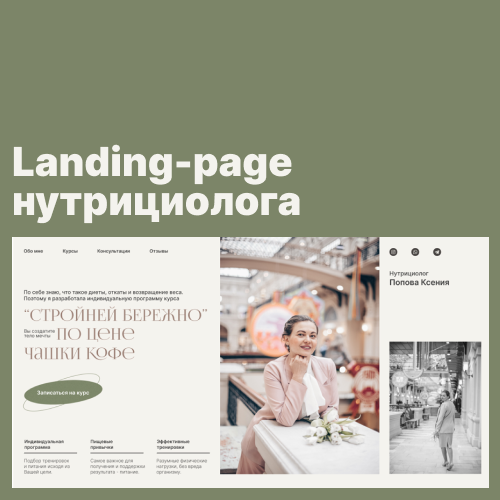 Landing-page
нутрициолога
Обо мне Курсы Консультации Отзывы
По себе знаю, что такое диеты, откаты и возвращение веса.
Поэтому я разработала индивидуальную программу курса
“СТРОЙНЕЙ БЕРЕЖНО”
Вы создаёте
тело мечты
ПО ЦЕНЕ
ЧАШКИ КОФЕ
Записаться на курс
Индивидуальная
программа
Подбор тренировок
и питания исходя из
Вашей цели
Пищевые
привычки
Самое важное для
получения и поддержки
результата - питание.
Эффективные
тренировки
Разумные физические
нагрузки, без вреда
организму.
Нутрициолог
Попова Ксения